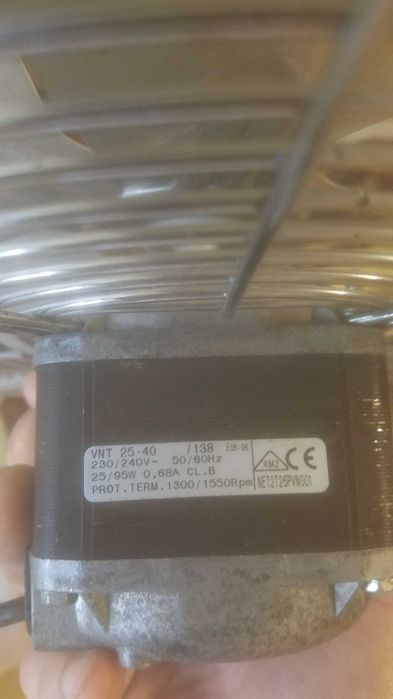 VNT 25-40 /138 E05-06
230/240V~ 50/60Hz
25/95W 0,68A CL.B
PROT.TERM.1300/1550Rpm
4642 CE
NET2T25PVN001